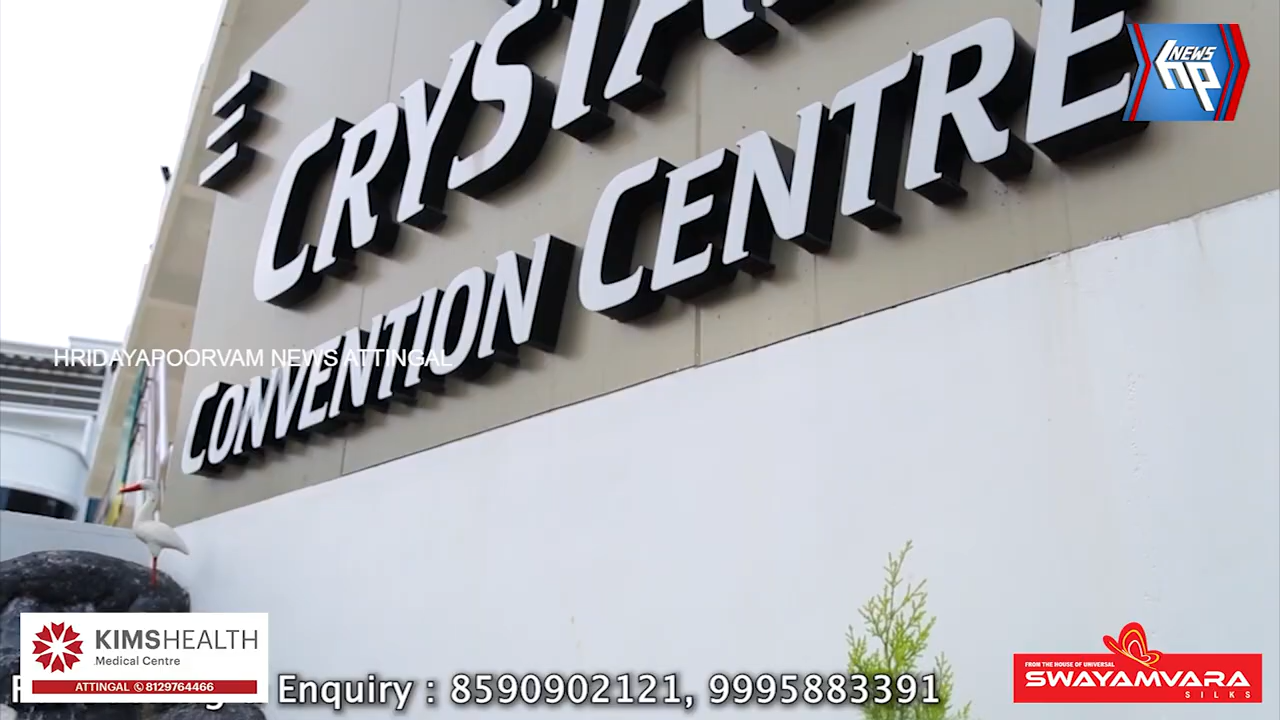 NEWS
HP
CRYSTA
CONVENTION CENTRE
HRIDAYAPOORVAM NEWS ATTINGAL
KIMSHEALTH
Medical Centre
ATTINGAL 8129764466
Enquiry : 8590902121, 9995883391
FROM THE HOUSE OF UNIVERSAL
SWAYAMVARA
SILKS